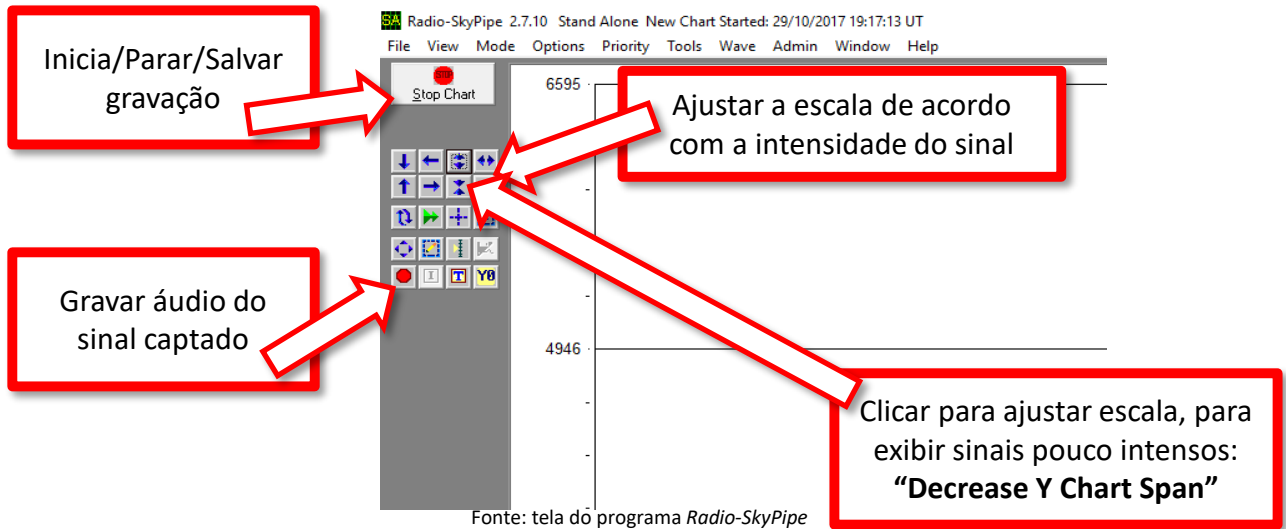 Radio-SkyPipe 2.7.10 Stand Alone New Chart Started: 29/10/2017 19:17:13 UT
File View Mode Options Priority Tools Wave Admin Window Help
Inicia/Parar/Salvar
gravação
STOP
Stop Chart
6595
Ajustar a escala de acordo
com a intensidade do sinal
Gravar áudio do
sinal captado
I T Y0
4946
Clicar para ajustar escala, para
exibir sinais pouco intensos:
“Decrease Y Chart Span”
Fonte: tela do programa Radio-SkyPipe